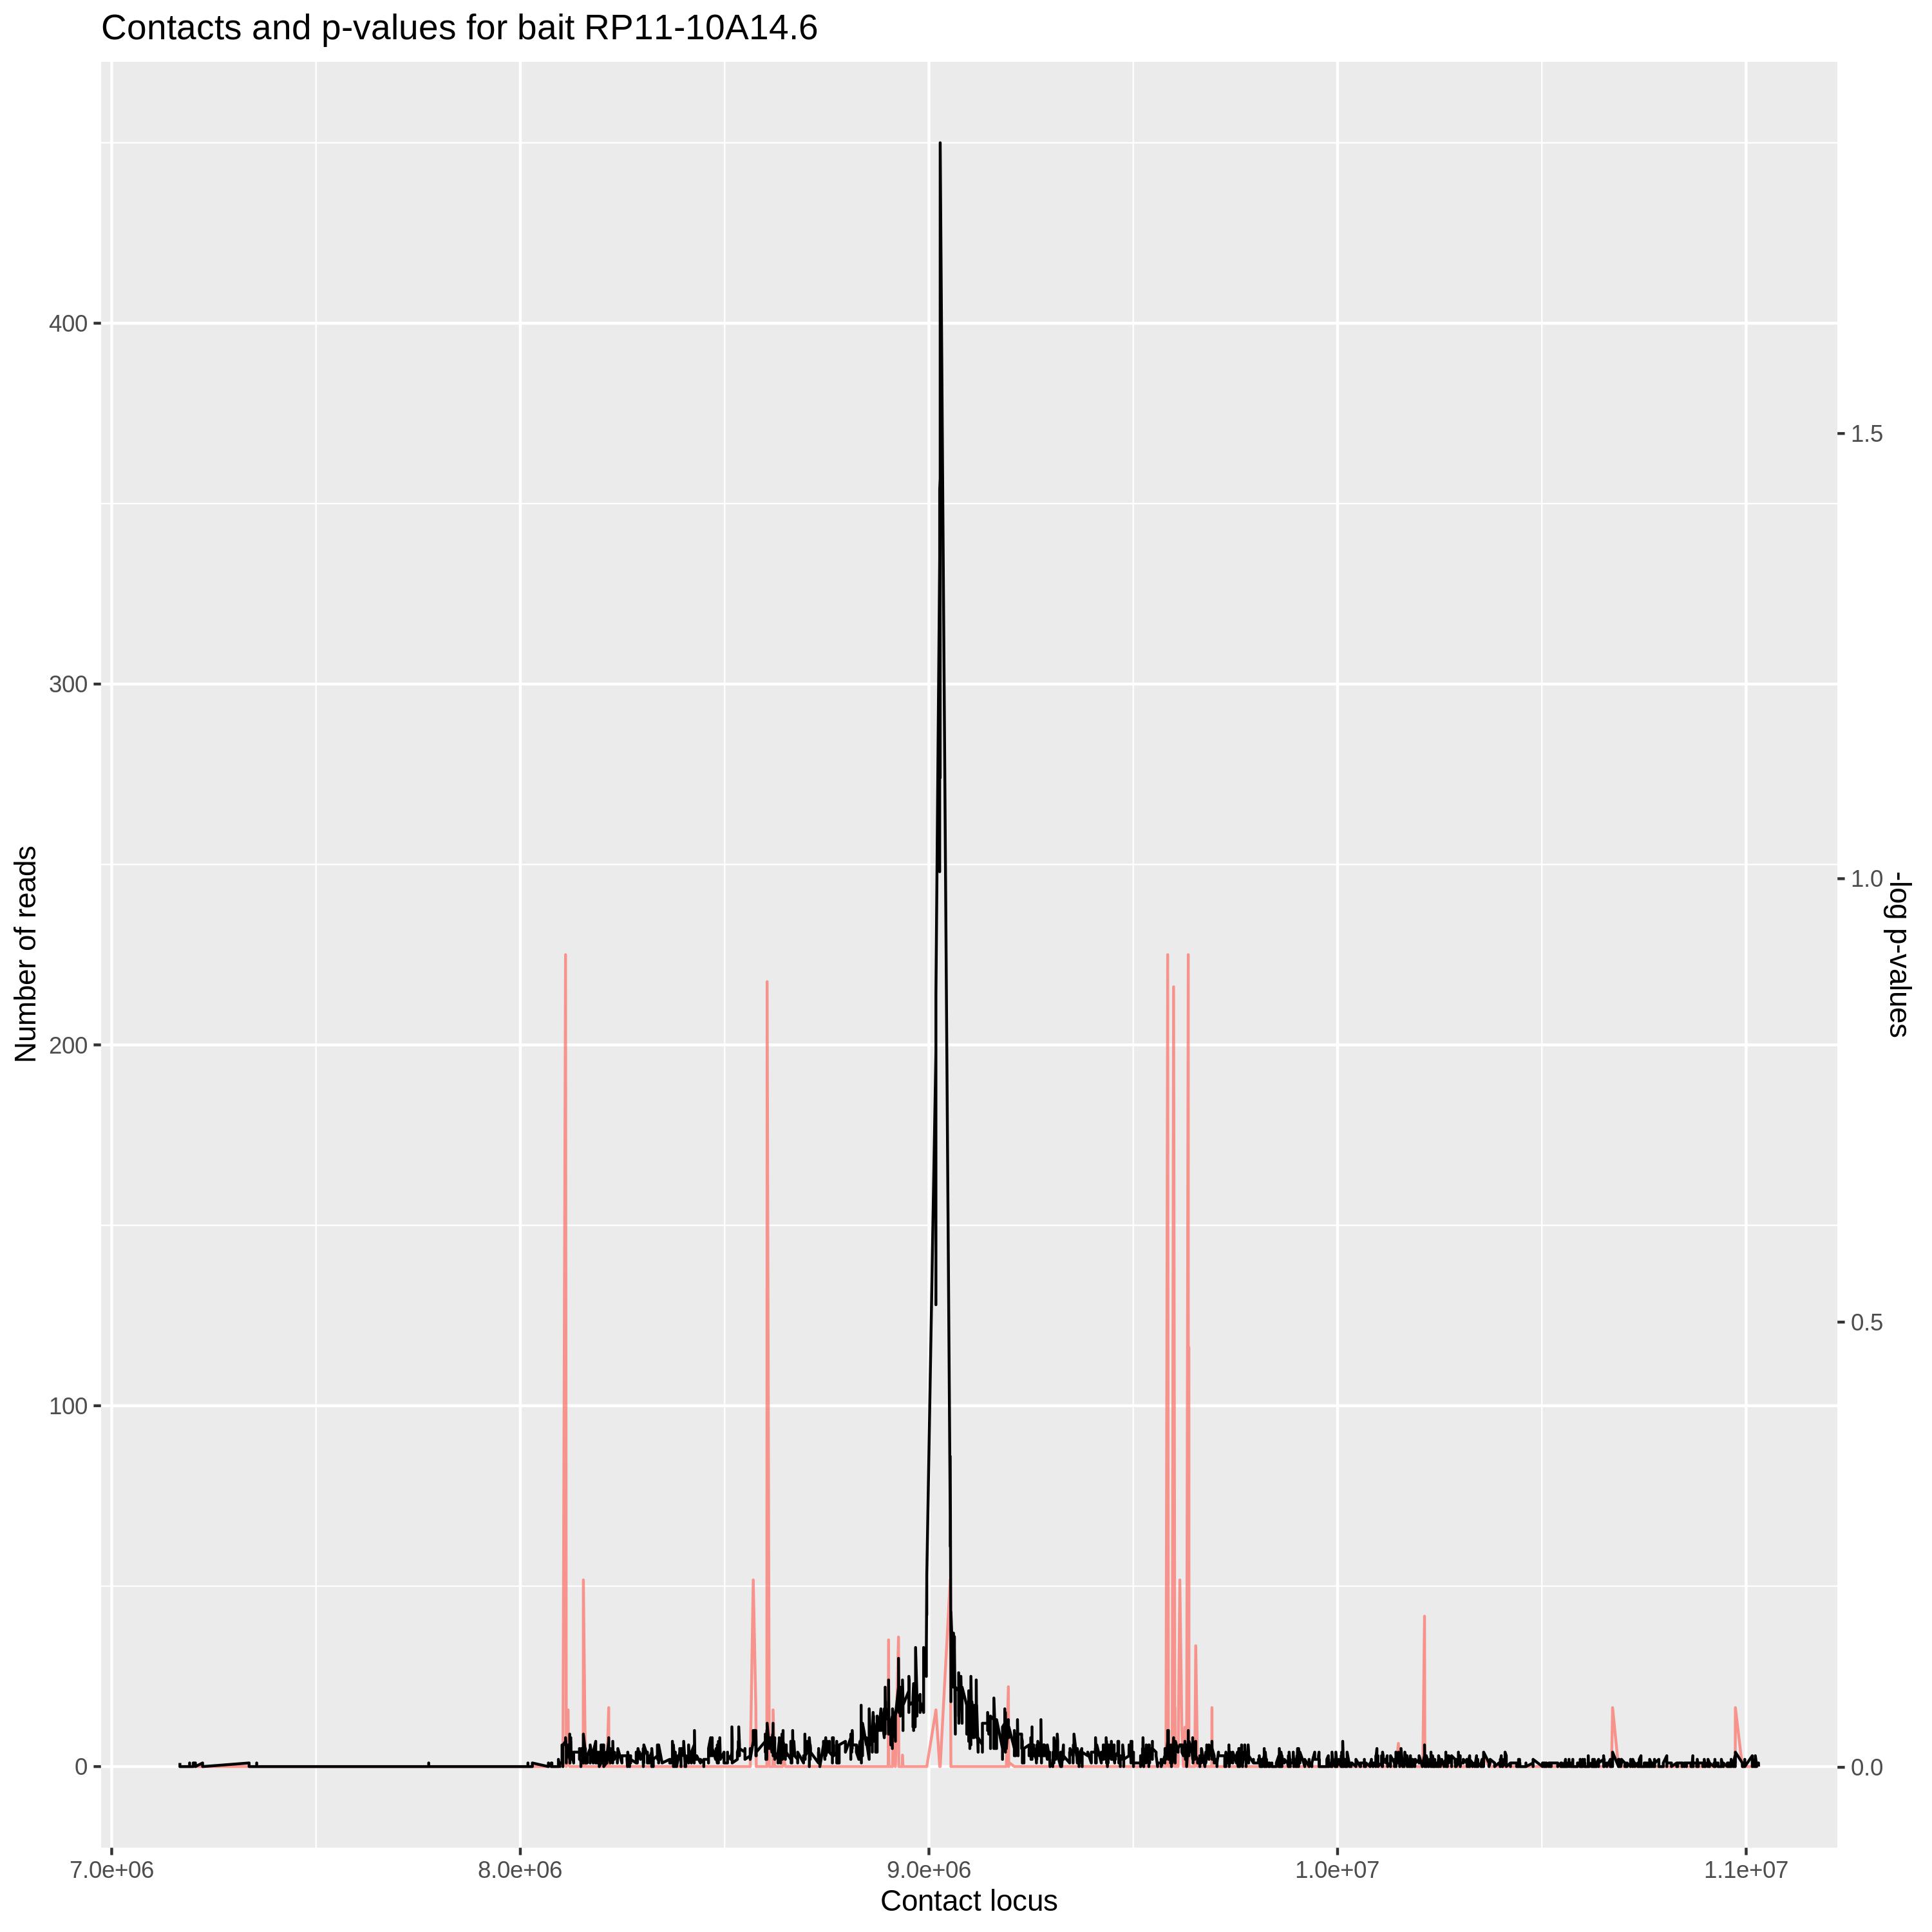 Contacts and p-values for bait RP11-10A14.6
Number of reads
400
300
200
100
0
1.5
1.0
0.5
0.0
-log p-values
7.0e+06 8.0e+06 9.0e+06 1.0e+07 1.1e+07
Contact locus